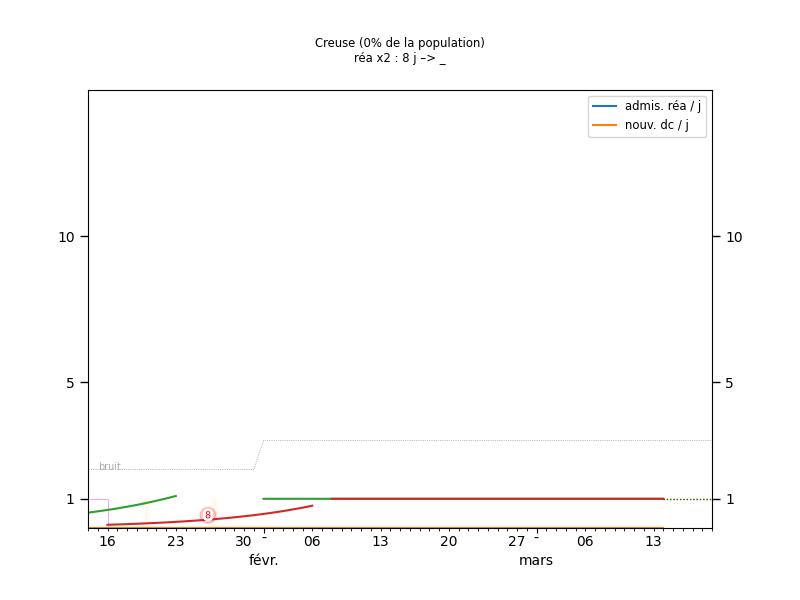 Creuse (0% de la population)
réa x2 : 8 j –> _
admis. réa / j
nouv. dc / j
10 10
5 5
bruit
1 1
8
16 23 30 06 13 20 27 06 13
févr. mars